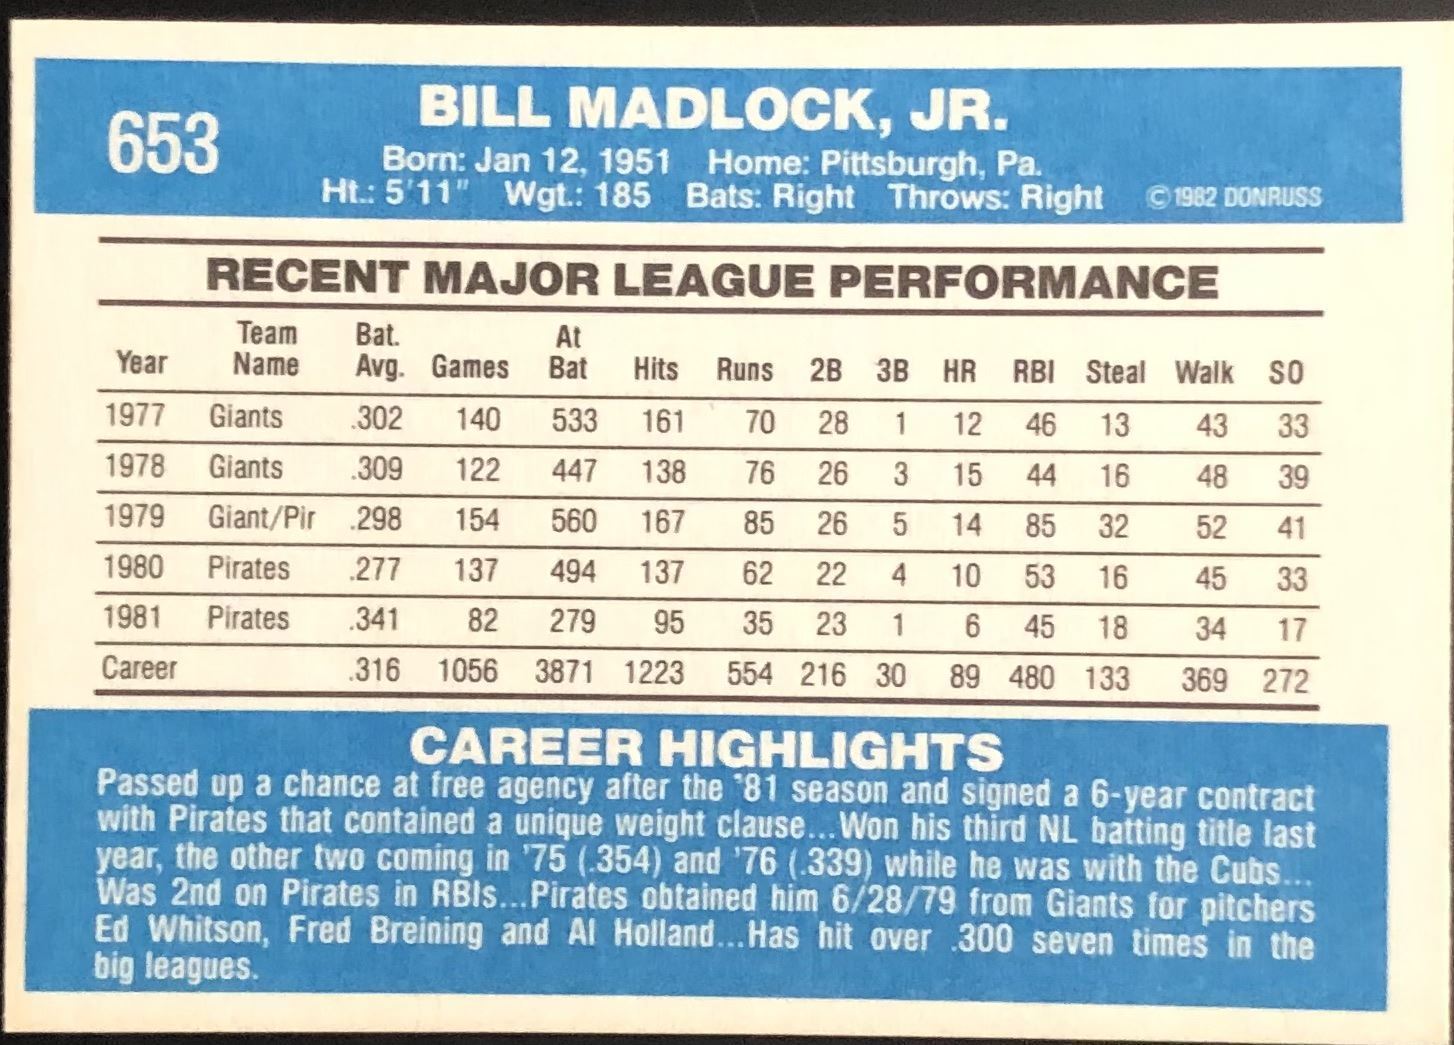 653
BILL MADLOCK, JR.
Born: Jan 12, 1951 Home: Pittsburgh, Pa.
Ht.: 5'11" Wgt.: 185 Bats: Right Throws: Right ©1982 DONRUSS
RECENT MAJOR LEAGUE PERFORMANCE
Year Team Name Bat. Avg. Games At Bat Hits Runs 2B 3B HR RBI Steal Walk SO
1977 Giants .302 140 533 161 70 28 1 12 46 13 43 33
1978 Giants .309 122 447 138 76 26 3 15 44 16 48 39
1979 Giant/Pir .298 154 560 167 85 26 5 14 85 32 52 41
1980 Pirates .277 137 494 137 62 22 4 10 53 16 45 33
1981 Pirates .341 82 279 95 35 23 1 6 45 18 34 17
Career .316 1056 3871 1223 554 216 30 89 480 133 369 272
CAREER HIGHLIGHTS
Passed up a chance at free agency after the '81 season and signed a 6-year contract
with Pirates that contained a unique weight clause...Won his third NL batting title last
year, the other two coming in '75 (.354) and '76 (.339) while he was with the Cubs...
Was 2nd on Pirates in RBIs...Pirates obtained him 6/28/79 from Giants for pitchers
Ed Whitson, Fred Breining and Al Holland...Has hit over .300 seven times in the
big leagues.